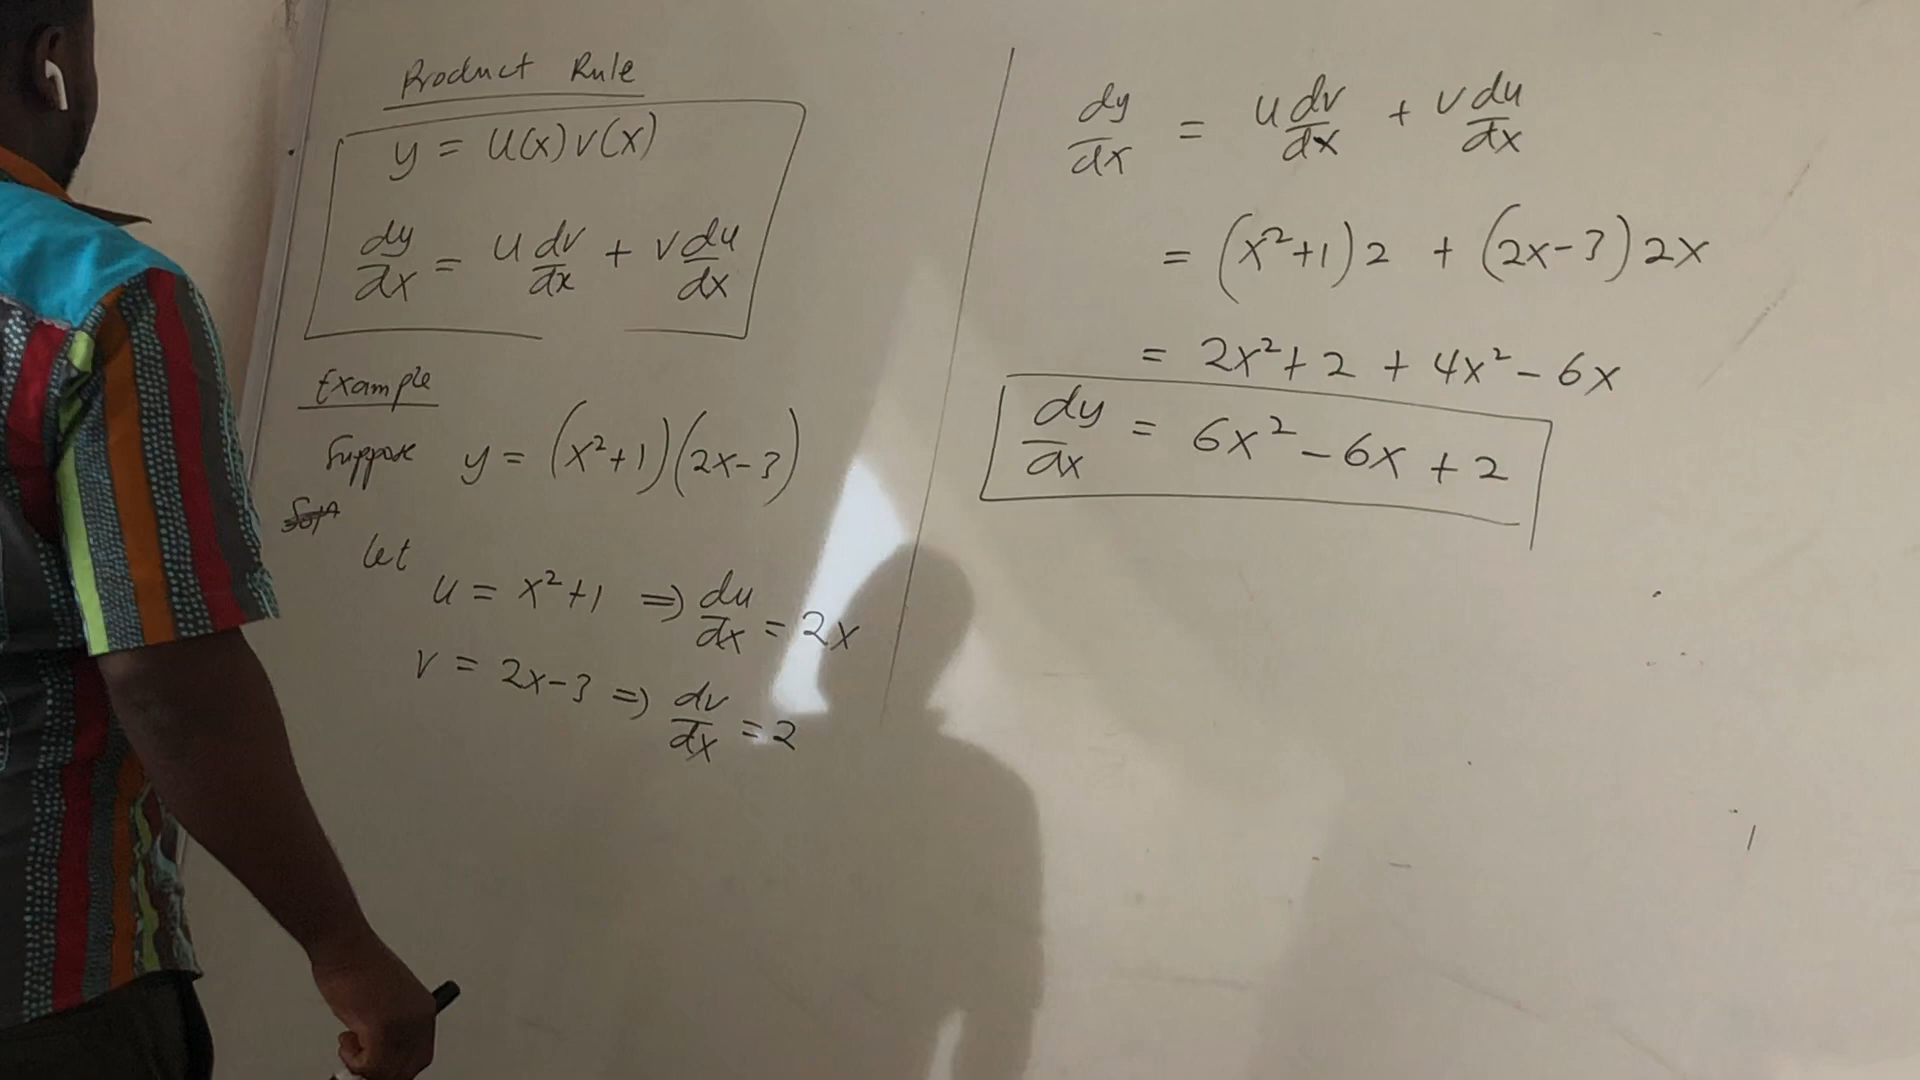 Product Rule
y = u(x) v(x)
dy/dx = u dv/dx + v du/dx
Example
Suppose y = (x²+1)(2x-3)
Let
u = x²+1 ⇒ du/dx = 2x
v = 2x-3 ⇒ dv/dx = 2
dy/dx = u dv/dx + v du/dx
= (x²+1)2 + (2x-3)2x
= 2x²+2 + 4x²-6x
dy/dx = 6x²-6x+2